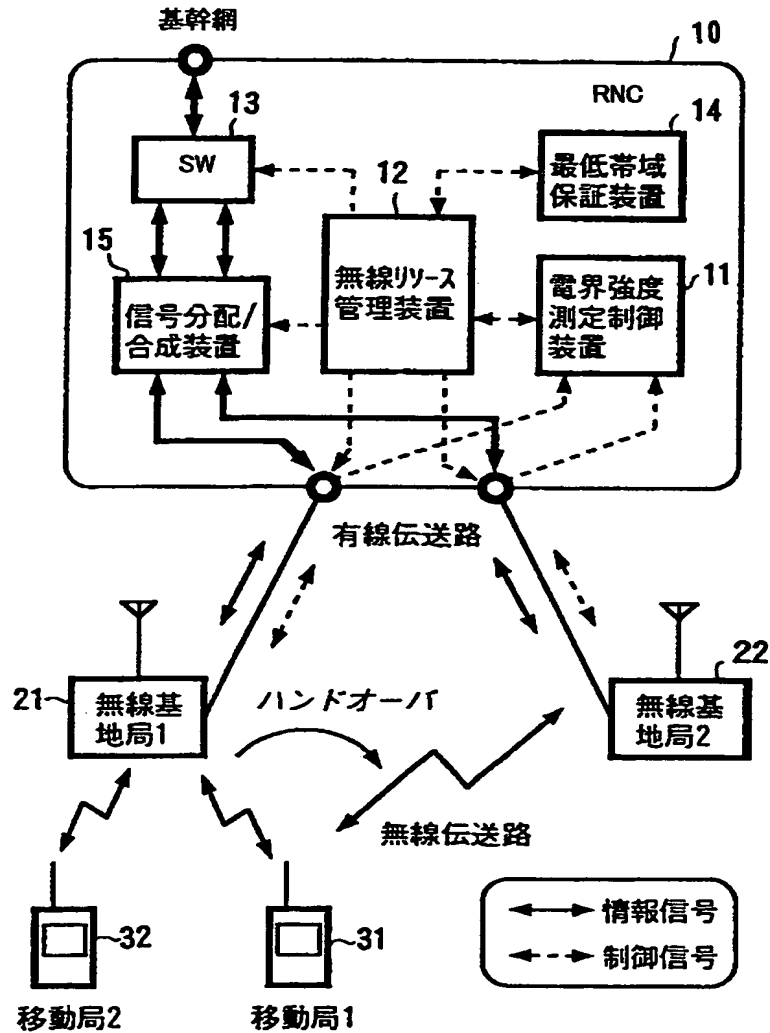 基幹網
10
RNC
13
SW
14
最低帯域
保証装置
12
無線リソース
管理装置
15
信号分配/
合成装置
11
電界強度
測定制御
装置
有線伝送路
21
無線基
地局1
ハンドオーバ
22
無線基
地局2
無線伝送路
32
移動局2
31
移動局1
情報信号
制御信号